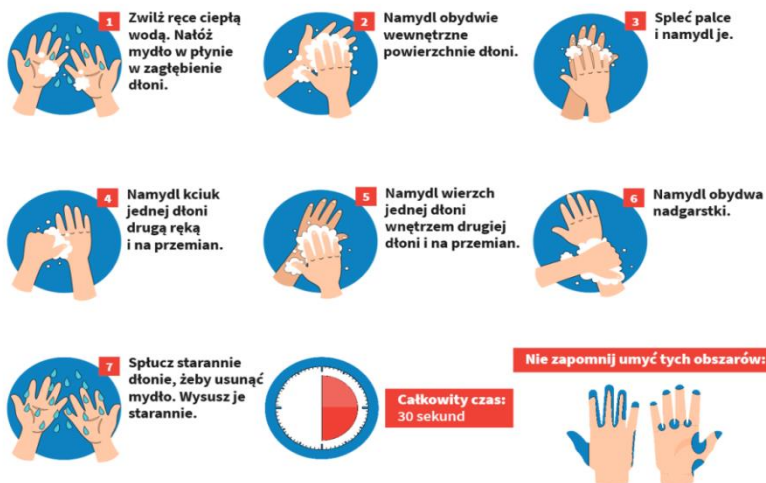 1
Zwilż ręce ciepłą
wodą. Nałóż
mydło w płynie
w zagłębienie
dłoni.
2
Namydl obydwie
wewnętrzne
powierzchnie dłoni.
3
Spleć palce
i namydl je.
4
Namydl kciuk
jednej dłoni
drugą ręką
i na przemian.
5
Namydl wierzch
jednej dłoni
wnętrzem drugiej
dłoni i na przemian.
6
Namydl obydwa
nadgarstki.
7
Spłucz starannie
dłonie, żeby usunąć
mydło. Wysusz je
starannie.
Całkowity czas:
30 sekund
Nie zapomnij umyć tych obszarów: